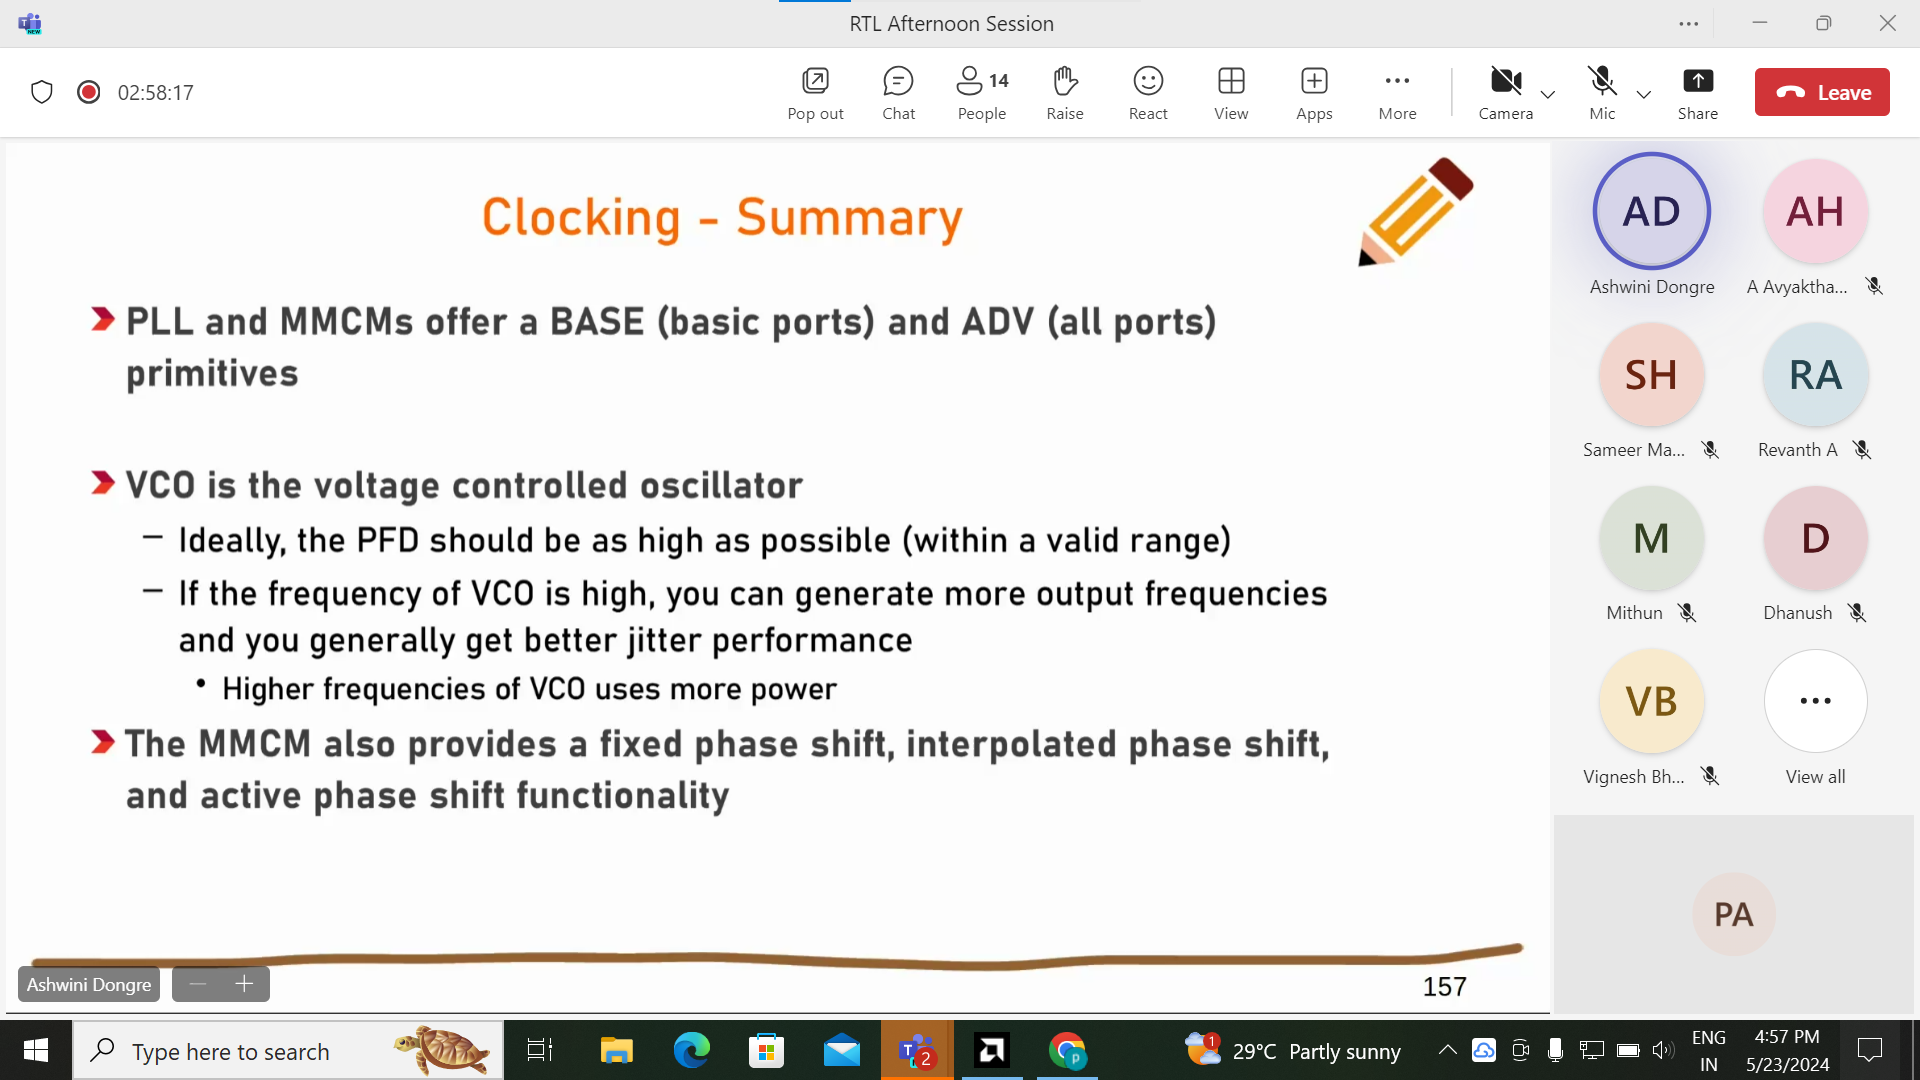 RTL Afternoon Session
02:58:17
Pop out
Chat
14
People
Raise
React
View
Apps
More
Camera
Mic
Share
Leave
Clocking - Summary
PLL and MMCMs offer a BASE (basic ports) and ADV (all ports)
primitives
VCO is the voltage controlled oscillator
– Ideally, the PFD should be as high as possible (within a valid range)
– If the frequency of VCO is high, you can generate more output frequencies
and you generally get better jitter performance
• Higher frequencies of VCO uses more power
The MMCM also provides a fixed phase shift, interpolated phase shift,
and active phase shift functionality
157
Ashwini Dongre
AD
Ashwini Dongre
AH
A Avyaktha...
SH
Sameer Ma...
RA
Revanth A
M
Mithun
D
Dhanush
VB
Vignesh Bh...
View all
PA
Type here to search
T
2
p
1
29°C Partly sunny
ENG
IN
4:57 PM
5/23/2024
NEW